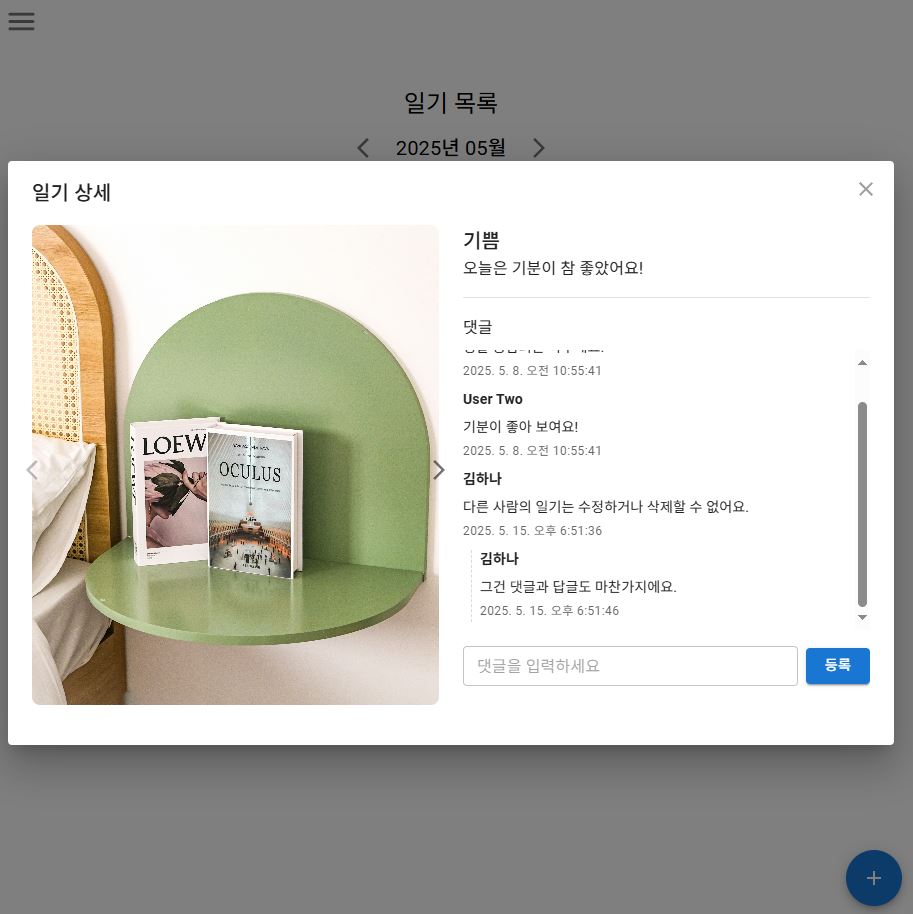 일기 목록
2025년 05월
일기 상세
기쁨
오늘은 기분이 참 좋았어요!
댓글
2025. 5. 8. 오전 10:55:41
User Two
기분이 좋아 보여요!
2025. 5. 8. 오전 10:55:41
김하나
다른 사람의 일기는 수정하거나 삭제할 수 없어요.
2025. 5. 15. 오후 6:51:36
김하나
그건 댓글과 답글도 마찬가지에요.
2025. 5. 15. 오후 6:51:46
댓글을 입력하세요
등록
LOEW
OCULUS